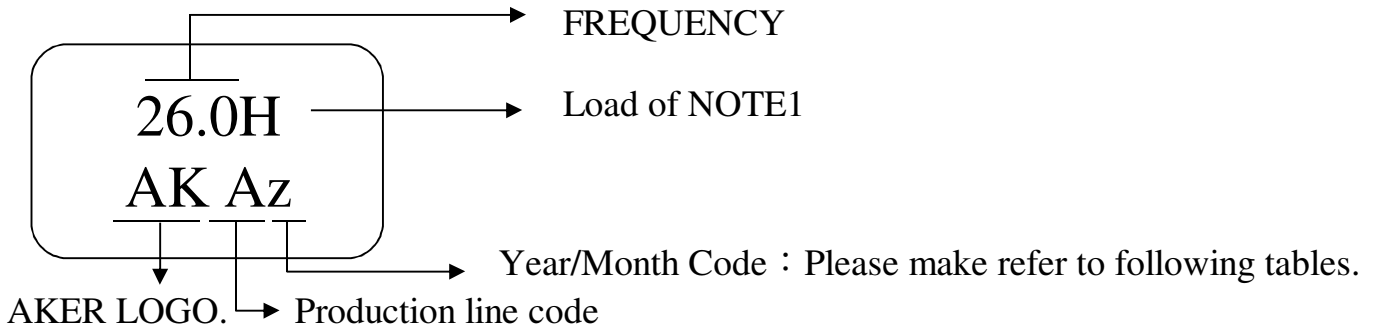 FREQUENCY
26.0H
Load of NOTE1
AK Az
Year/Month Code：Please make refer to following tables.
AKER LOGO.
Production line code